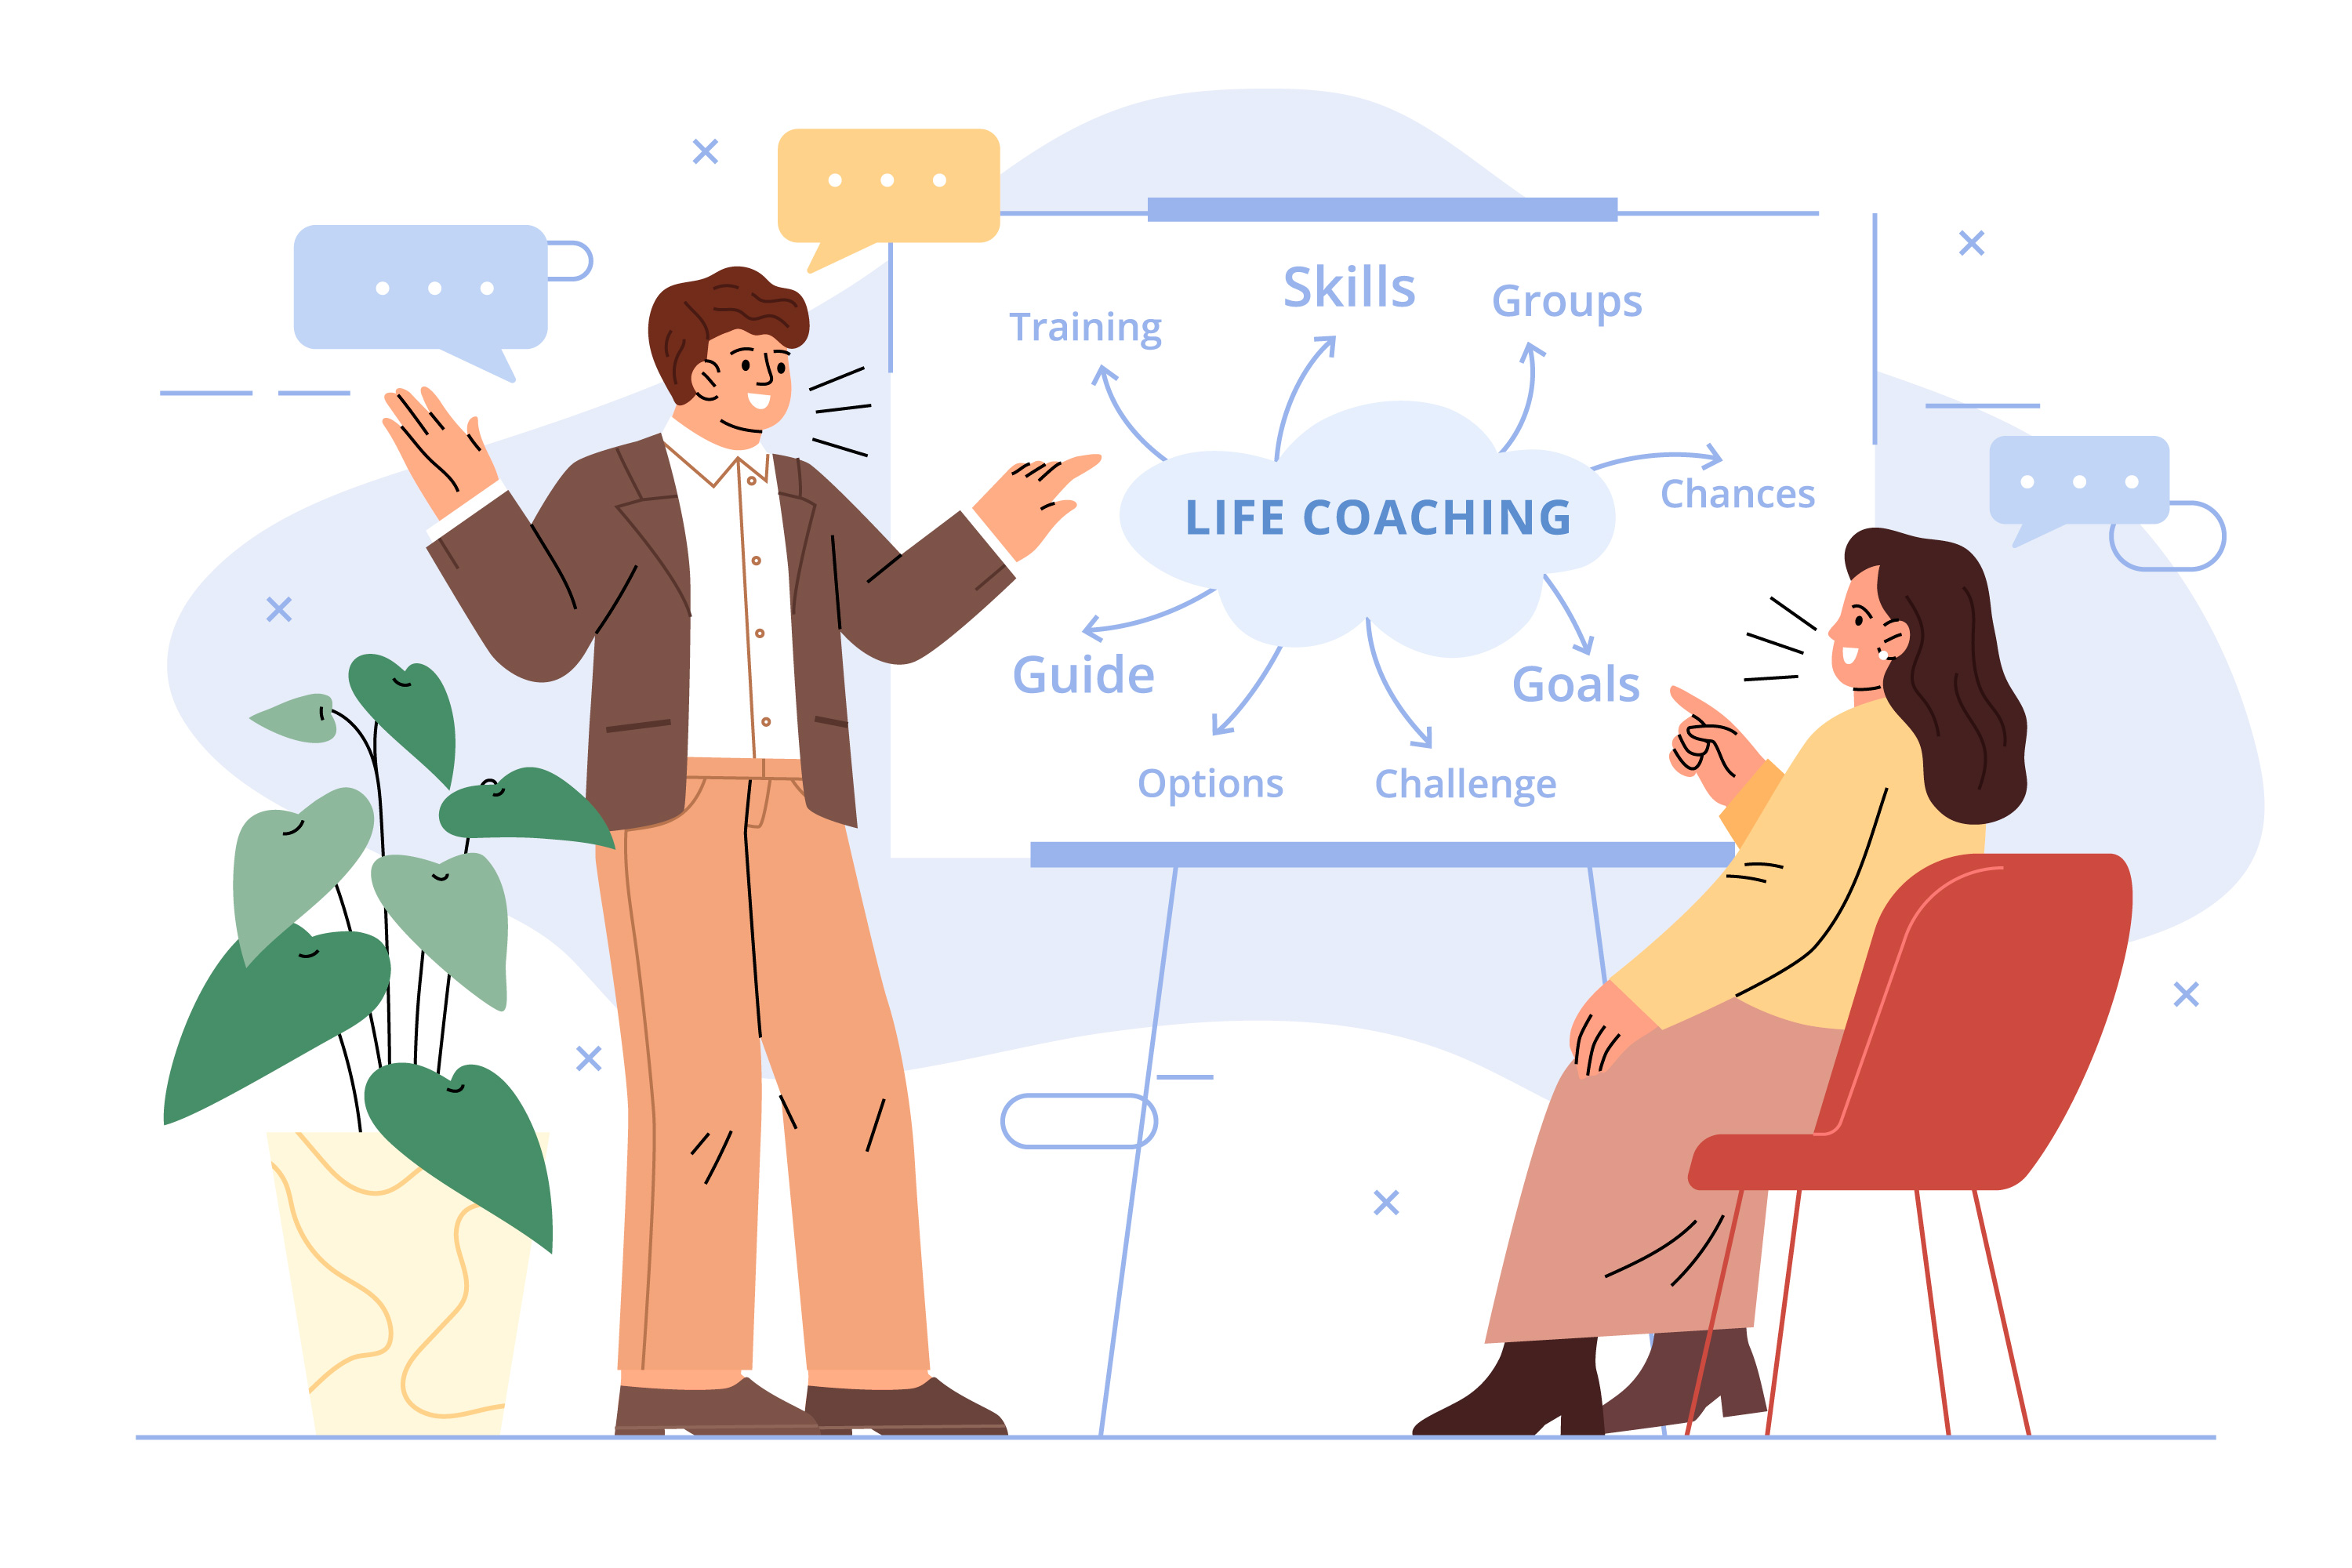 Skills
Groups
Training
Chances
LIFE COACHING
Guide
Goals
Options
Challenge